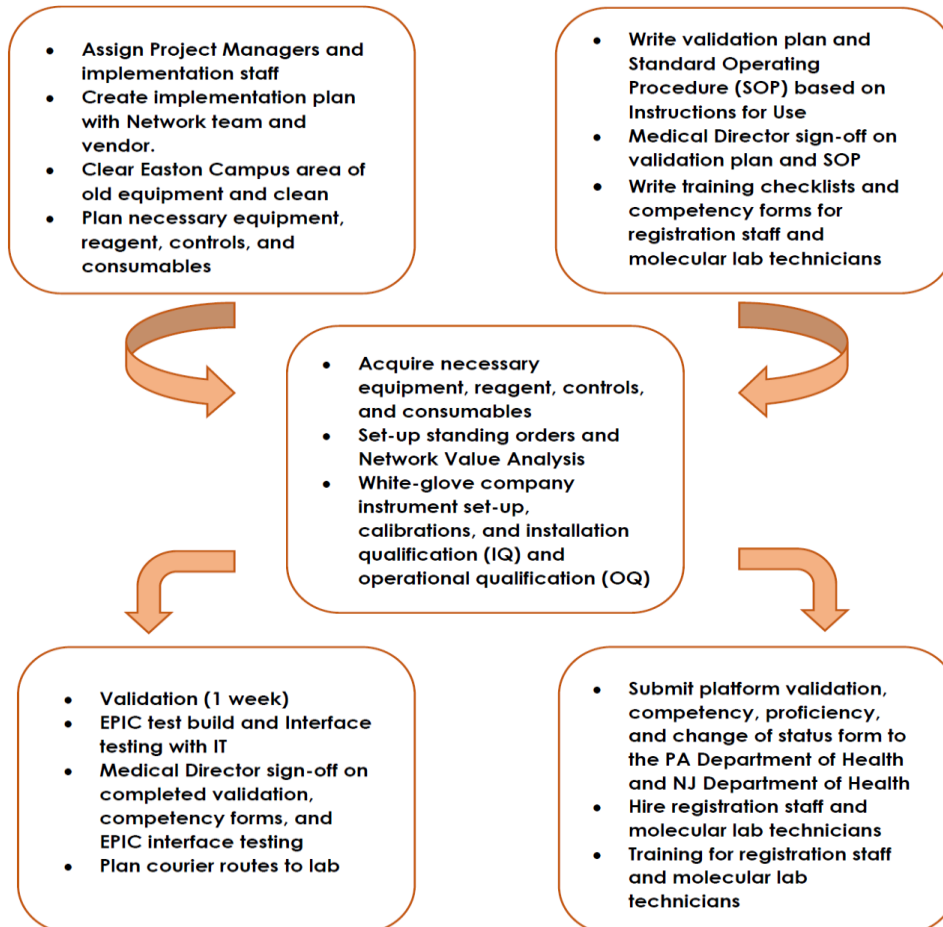 • Assign Project Managers and
implementation staff
• Create implementation plan
with Network team and
vendor.
• Clear Easton Campus area of
old equipment and clean
• Plan necessary equipment,
reagent, controls, and
consumables
• Write validation plan and
Standard Operating
Procedure (SOP) based on
Instructions for Use
• Medical Director sign-off on
validation plan and SOP
• Write training checklists and
competency forms for
registration staff and
molecular lab technicians
• Acquire necessary
equipment, reagent, controls,
and consumables
• Set-up standing orders and
Network Value Analysis
• White-glove company
instrument set-up,
calibrations, and installation
qualification (IQ) and
operational qualification (OQ)
• Validation (1 week)
• EPIC test build and Interface
testing with IT
• Medical Director sign-off on
completed validation,
competency forms, and
EPIC interface testing
• Plan courier routes to lab
• Submit platform validation,
competency, proficiency,
and change of status form to
the PA Department of Health
and NJ Department of Health
• Hire registration staff and
molecular lab technicians
• Training for registration staff
and molecular lab
technicians